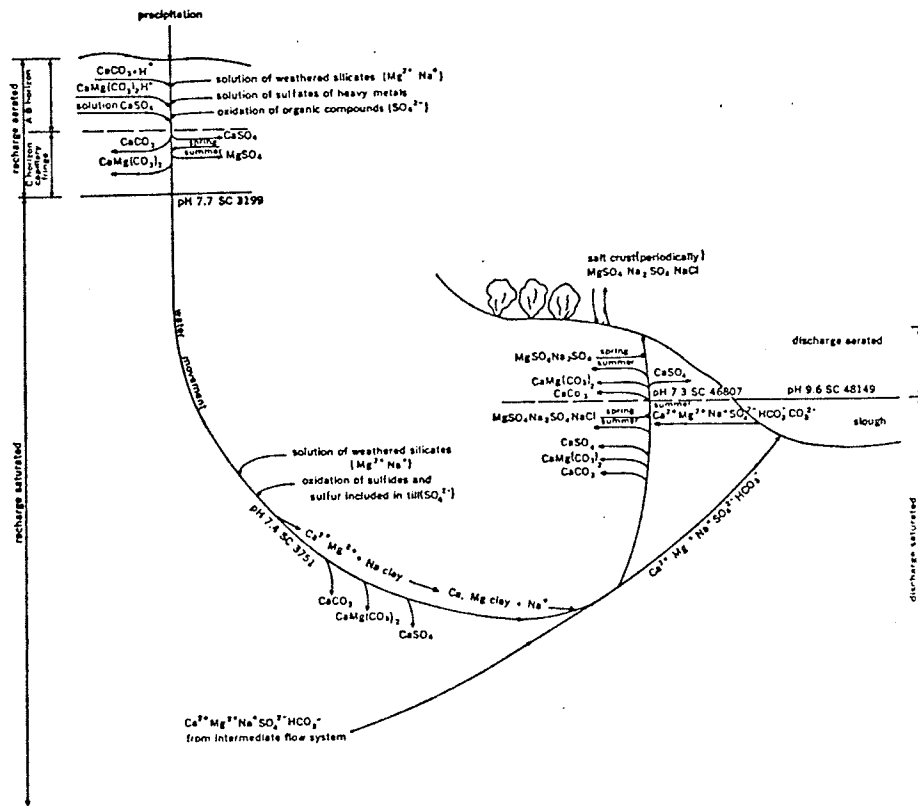 precipitation
recharge aerated
A B horizon
C horizon
capillary
fringe
recharge saturated
CaCO₃+H⁺
CaMg(CO₃)₂H⁺
solution CaSO₄
solution of weathered silicates (Mg²⁺ Na⁺)
solution of sulfates of heavy metals
oxidation of organic compounds (SO₄²⁻)
CaCO₃
CaMg(CO₃)₂
CaSO₄
spring
summer
MgSO₄
pH 7.7 SC 3199
water movement
salt crust(periodically)
MgSO₄ Na₂SO₄ NaCl
discharge aerated
MgSO₄Na₂SO₄
spring
summer
CaMg(CO₃)₂
CaCO₃
CaSO₄
pH 7.3 SC 46807
pH 9.6 SC 48149
MgSO₄Na₂SO₄NaCl
spring
summer
summer
Ca²⁺Mg²⁺Na⁺SO₄²⁻HCO₃⁻CO₃²⁻
slough
CaSO₄
CaMg(CO₃)₂
CaCO₃
solution of weathered silicates
(Mg²⁺Na⁺)
oxidation of sulfides and
sulfur included in till(SO₄²⁻)
pH 7.4 SC
Ca²⁺Mg²⁺+ Na clay
Ca, Mg clay + Na⁺
CaCO₃
CaMg(CO₃)₂
CaSO₄
Ca²⁺ Mg⁺ Na⁺SO₄²⁻HCO₃⁻
discharge saturated
Ca²⁺Mg²⁺Na⁺SO₄²⁻HCO₃⁻
from intermediate flow system